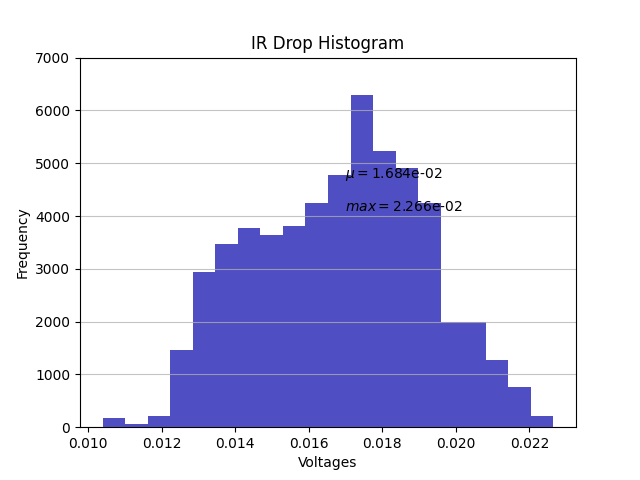 IR Drop Histogram
7000
6000
5000
4000
3000
2000
1000
0
Frequency
μ = 1.684e-02
max = 2.266e-02
0.010 0.012 0.014 0.016 0.018 0.020 0.022
Voltages